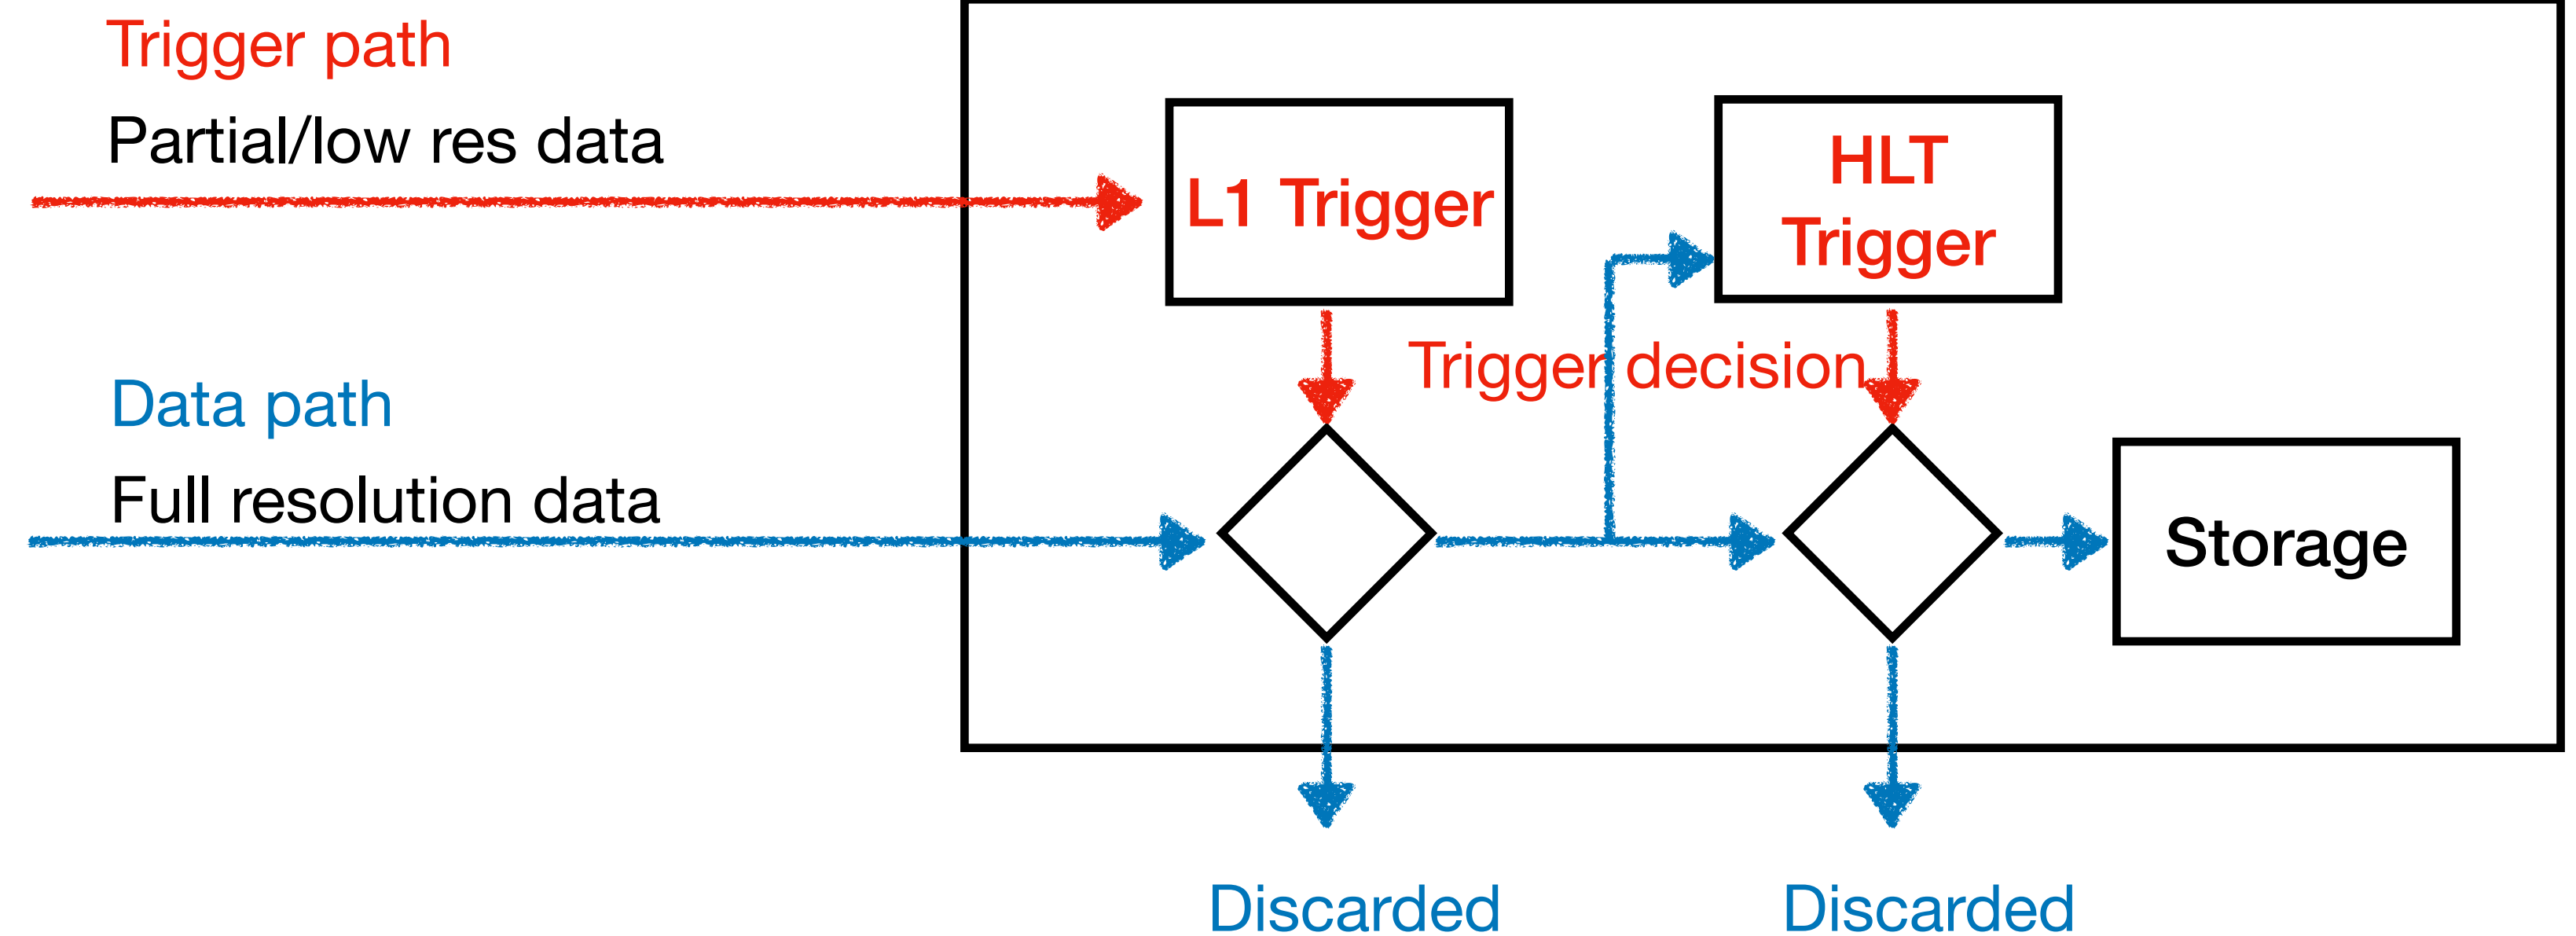 Trigger path
Partial/low res data
L1 Trigger
HLT
Trigger
Trigger decision
Data path
Full resolution data
Storage
Discarded
Discarded